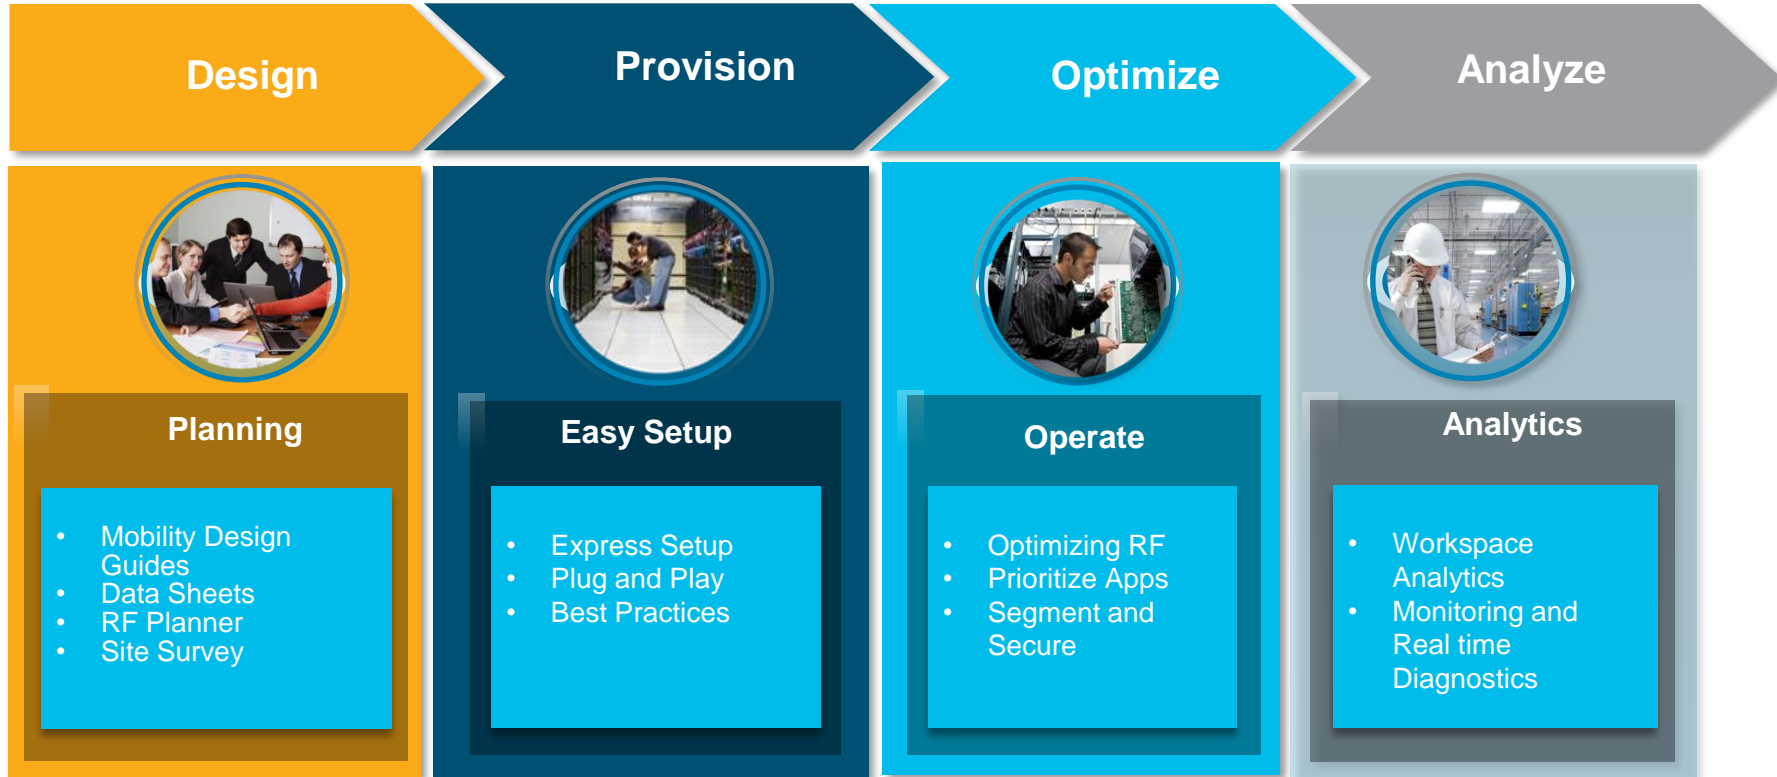 Design
Provision
Optimize
Analyze
Planning
• Mobility Design
Guides
• Data Sheets
• RF Planner
• Site Survey
Easy Setup
• Express Setup
• Plug and Play
• Best Practices
Operate
• Optimizing RF
• Prioritize Apps
• Segment and
Secure
Analytics
• Workspace
Analytics
• Monitoring and
Real time
Diagnostics